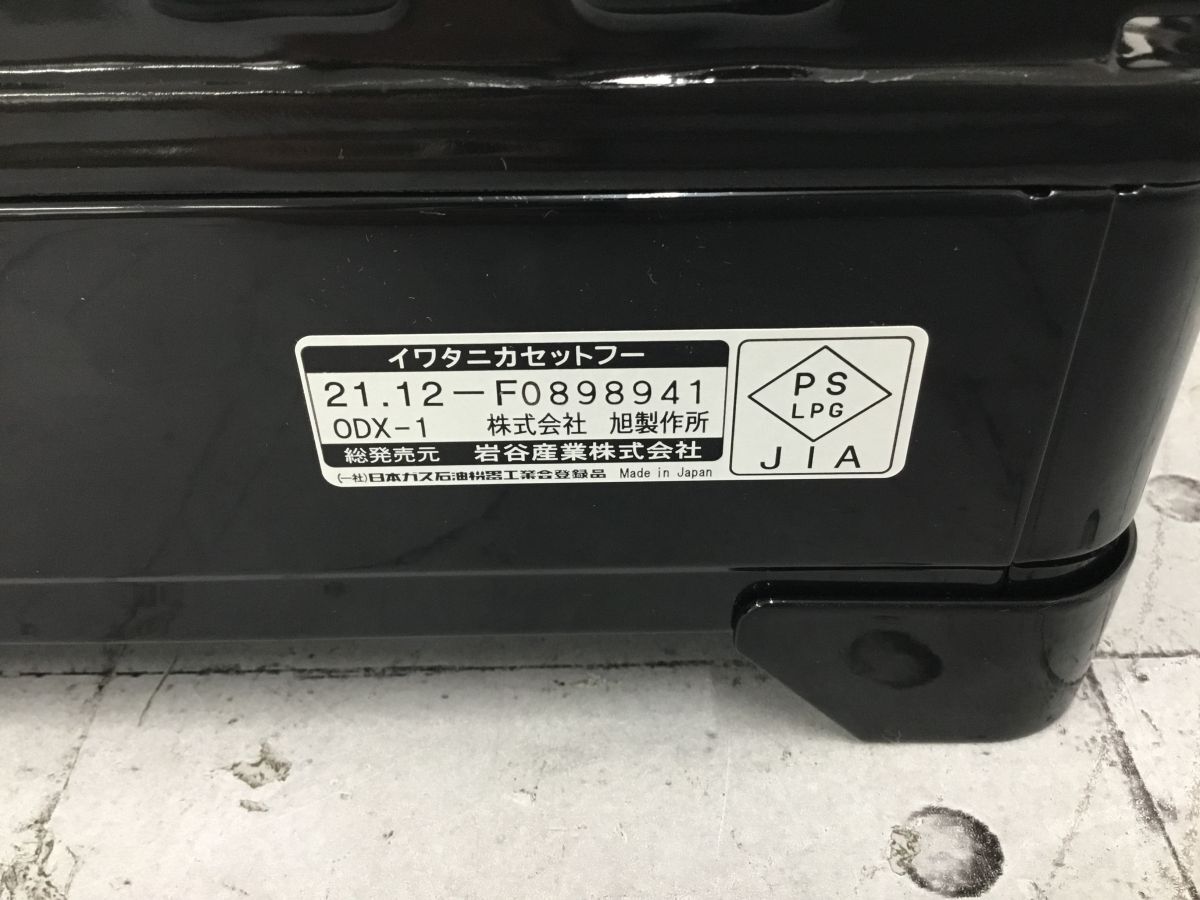 イワタニカセットフー
21.12-F0898941
ODX-1 株式会社 旭製作所
総発売元 岩谷産業株式会社
(一社)日本ガス石油機器工業会登録品 Made in Japan
PS
LPG
JIA